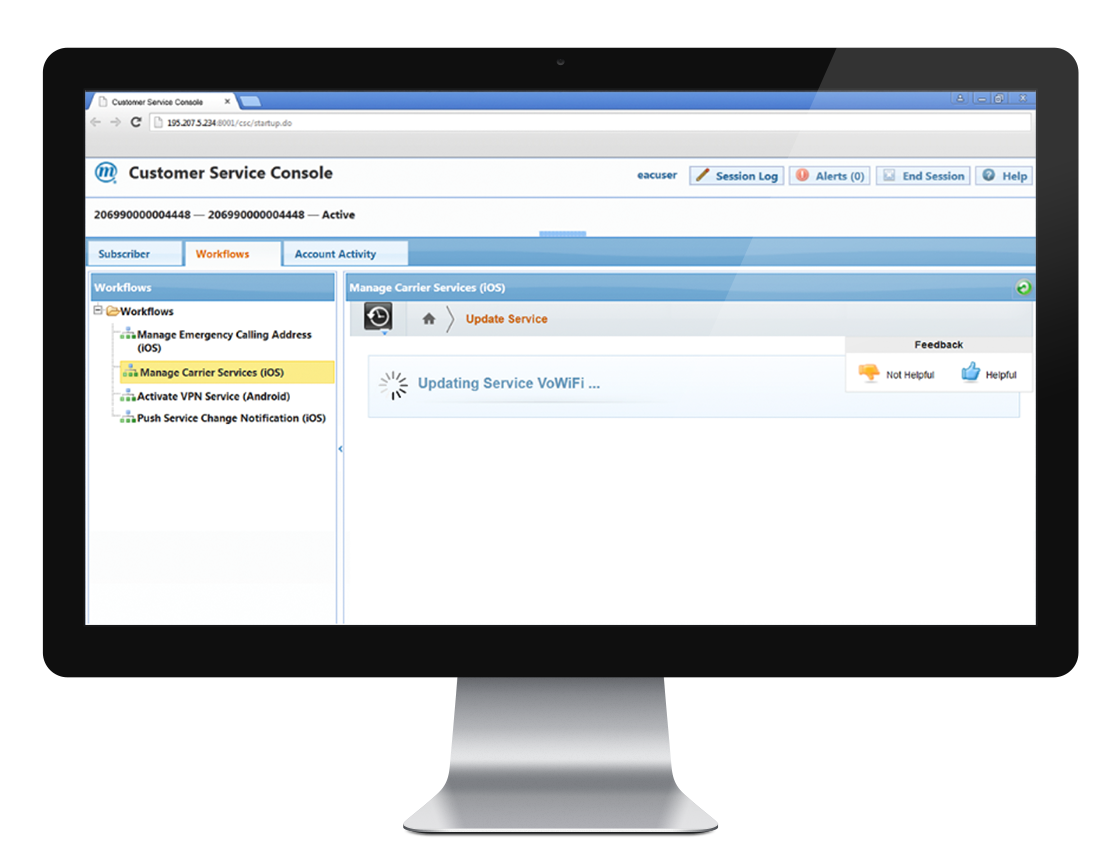 Customer Service Console
195.207.5.234:8001/csc/startup.do
m Customer Service Console
eacuser Session Log Alerts (0) End Session Help
206990000004448 — 206990000004448 — Active
Subscriber Workflows Account Activity
Workflows
Workflows
Manage Emergency Calling Address
(iOS)
Manage Carrier Services (iOS)
Activate VPN Service (Android)
Push Service Change Notification (iOS)
Manage Carrier Services (iOS)
Update Service
Feedback
Not Helpful Helpful
Updating Service VoWiFi ...